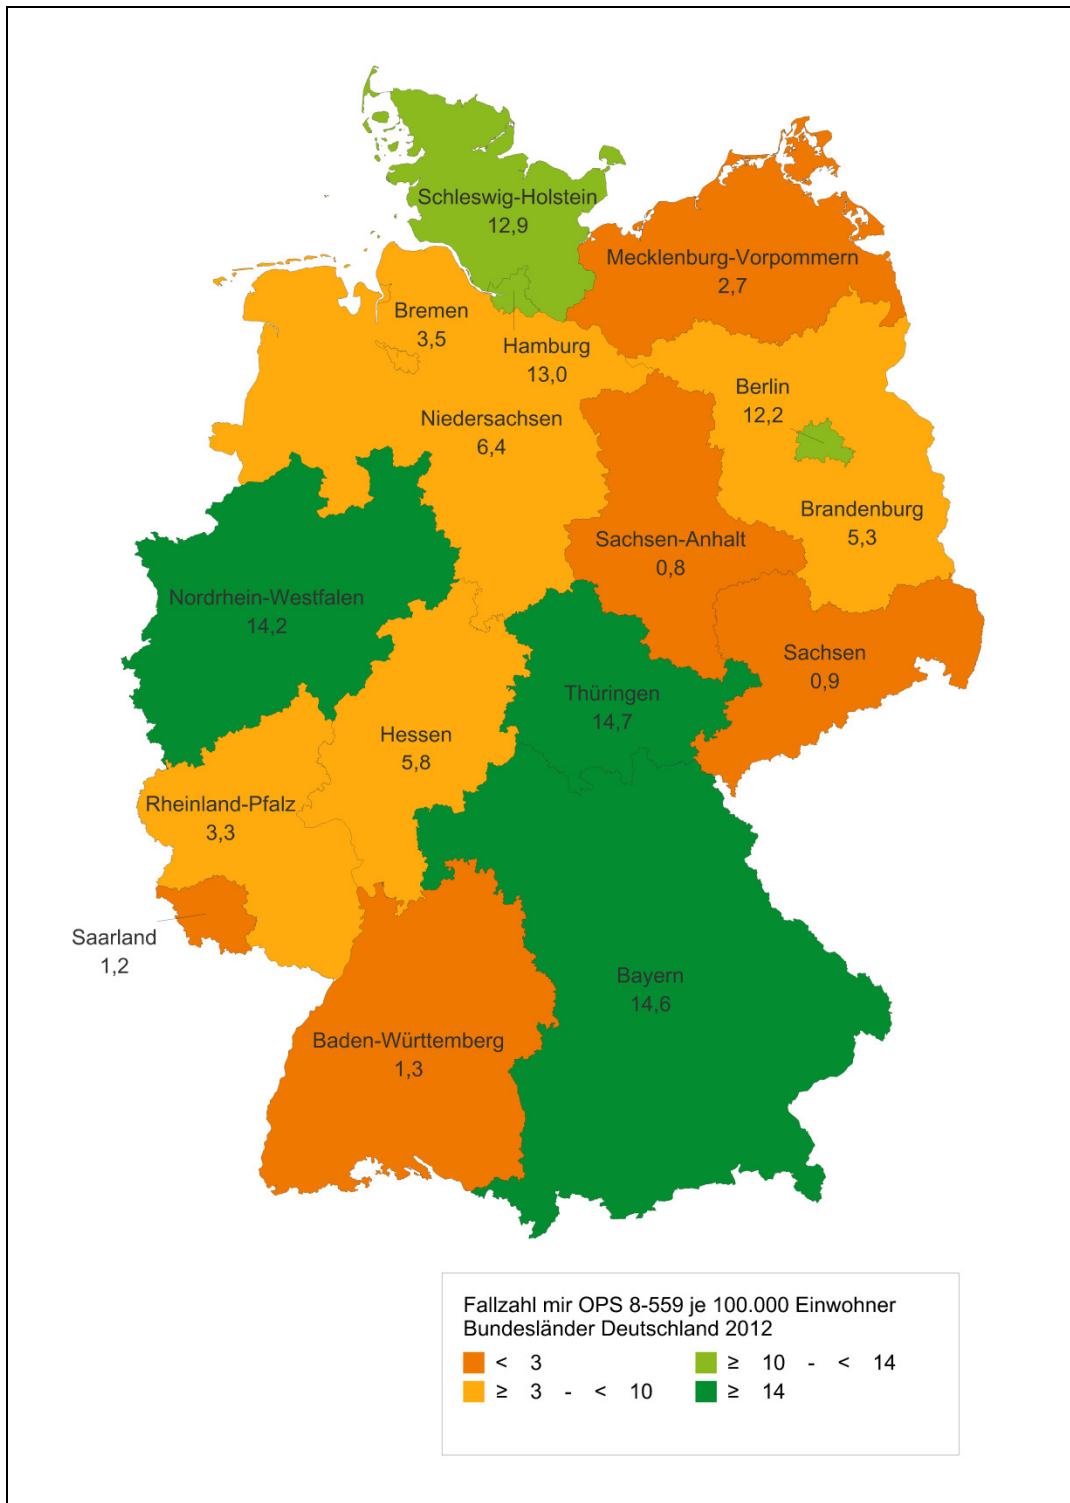 Schleswig-Holstein
12,9
Mecklenburg-Vorpommern
2,7
Bremen
3,5
Hamburg
13,0
Berlin
12,2
Niedersachsen
6,4
Brandenburg
5,3
Sachsen-Anhalt
0,8
Nordrhein-Westfalen
14,2
Sachsen
0,9
Thüringen
14,7
Hessen
5,8
Rheinland-Pfalz
3,3
Saarland
1,2
Bayern
14,6
Baden-Württemberg
1,3
Fallzahl mir OPS 8-559 je 100.000 Einwohner
Bundesländer Deutschland 2012
< 3
≥ 10 - < 14
≥ 3 - < 10
≥ 14